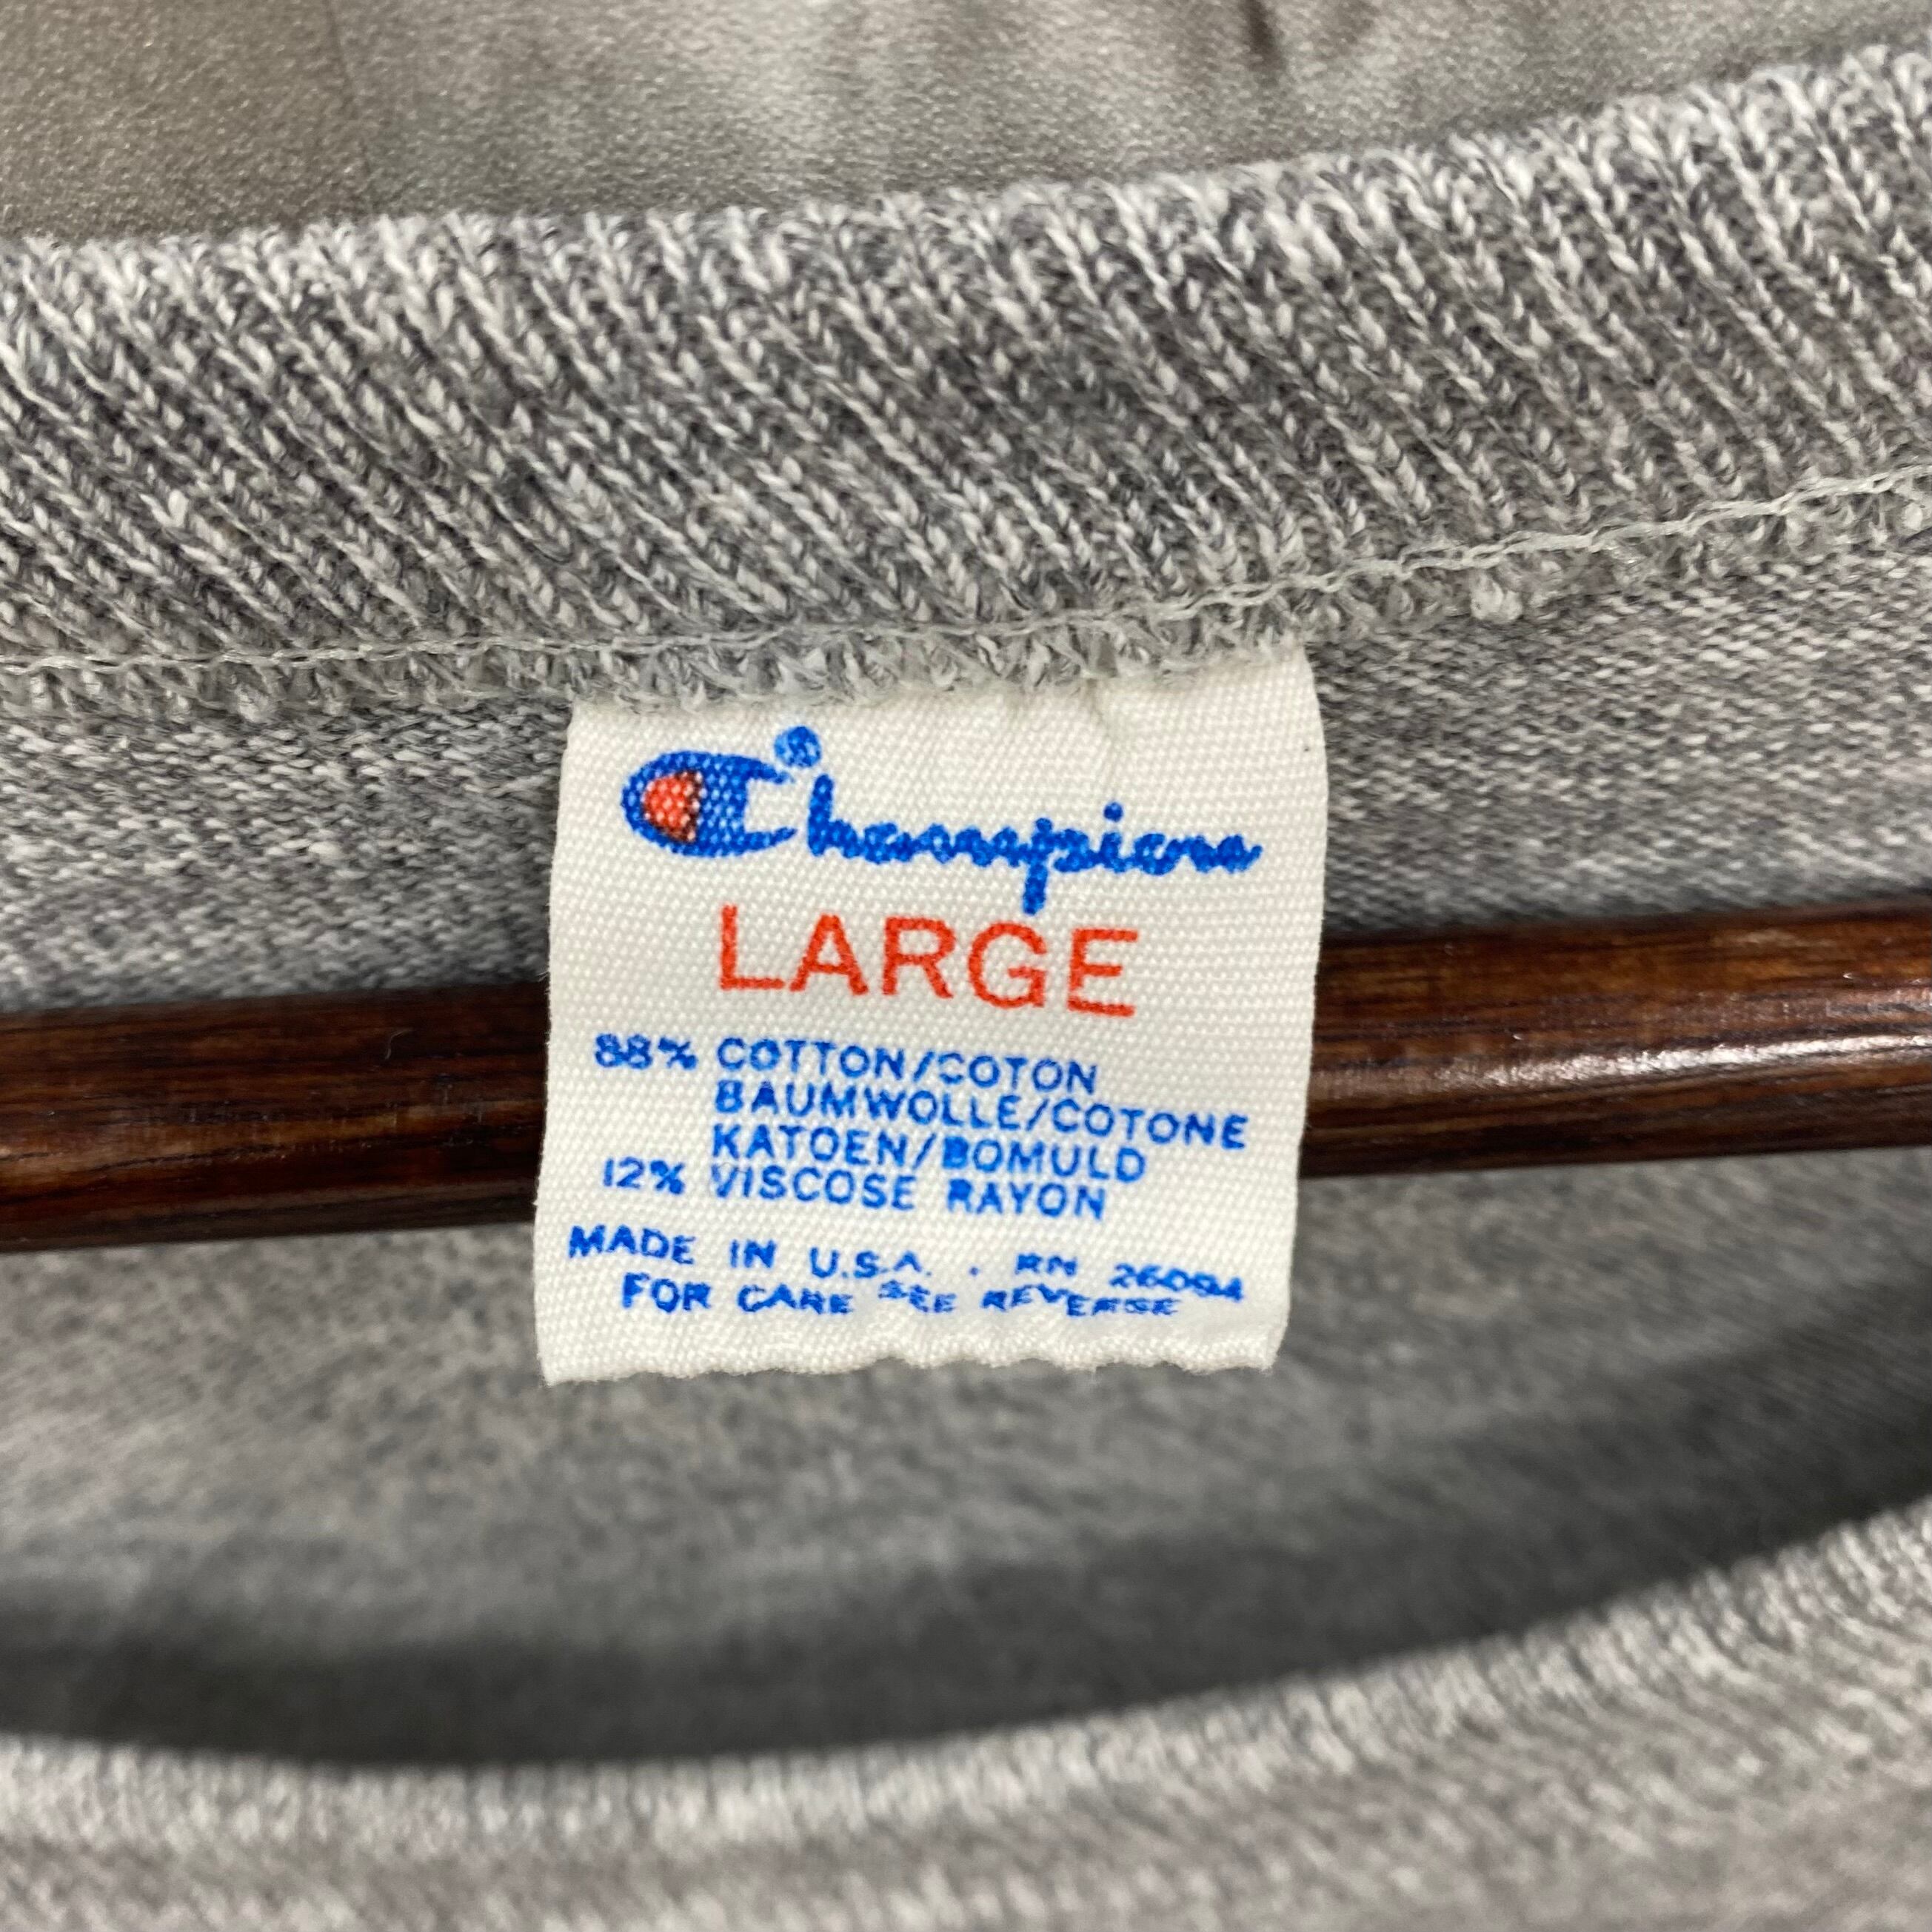 Champion®
LARGE
88% COTTON/COTON
BAUMWOLLE/COTONE
KATOEN/BOMULD
12% VISCOSE RAYON
MADE IN U.S.A. . RN 26094
FOR CARE SEE REVERSE